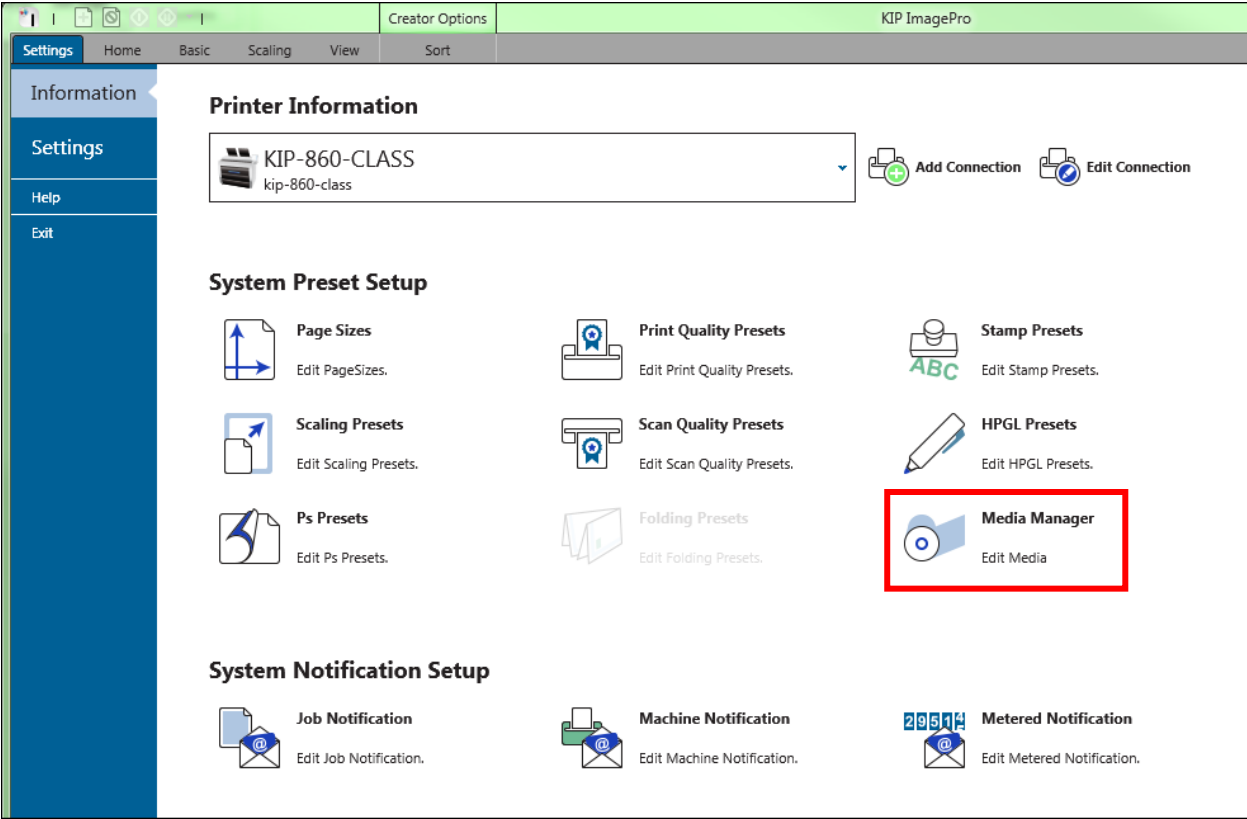 Creator Options
KIP ImagePro
Settings Home Basic Scaling View Sort
Information
Settings
Help
Exit
Printer Information
KIP-860-CLASS
kip-860-class
Add Connection Edit Connection
System Preset Setup
Page Sizes
Edit PageSizes.
Print Quality Presets
Edit Print Quality Presets.
Stamp Presets
ABC
Edit Stamp Presets.
Scaling Presets
Edit Scaling Presets.
Scan Quality Presets
Edit Scan Quality Presets.
HPGL Presets
Edit HPGL Presets.
Ps Presets
Edit Ps Presets.
Folding Presets
Edit Folding Presets.
Media Manager
Edit Media
System Notification Setup
Job Notification
@
Edit Job Notification.
Machine Notification
@
Edit Machine Notification.
Metered Notification
@
Edit Metered Notification.